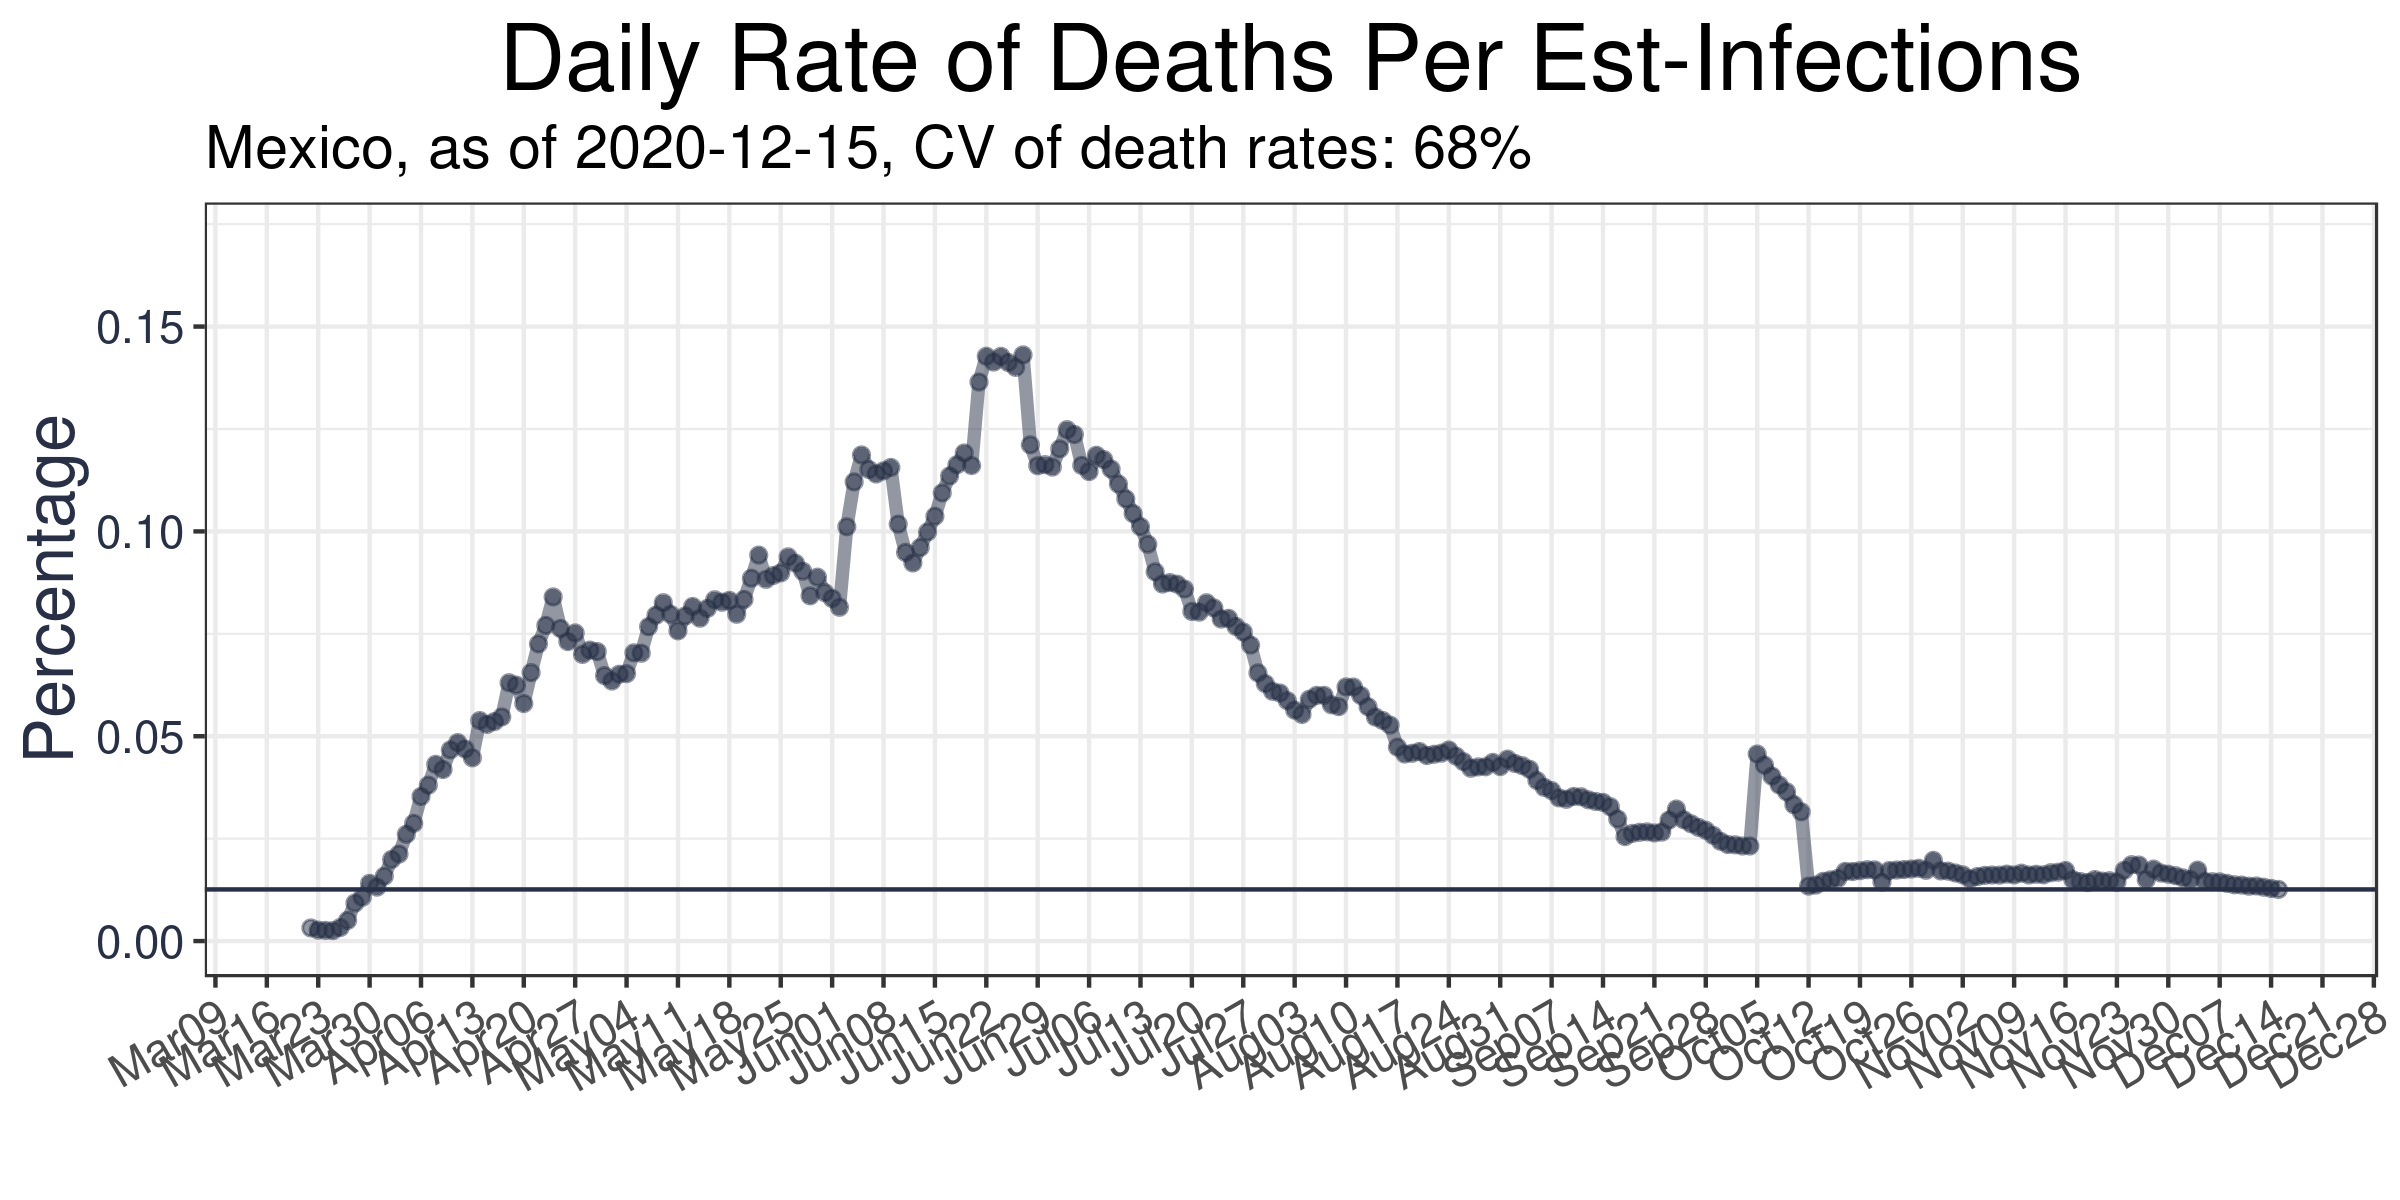 Daily Rate of Deaths Per Est-Infections
Mexico, as of 2020-12-15, CV of death rates: 68%
Percentage
0.15
0.10
0.05
0.00
Mar09
Mar16
Mar23
Mar30
Apr06
Apr13
Apr20
Apr27
May04
May11
May18
May25
Jun01
Jun08
Jun15
Jun22
Jun29
Jul06
Jul13
Jul20
Jul27
Aug03
Aug10
Aug17
Aug24
Aug31
Sep07
Sep14
Sep21
Sep28
Oct05
Oct12
Oct19
Oct26
Nov02
Nov09
Nov16
Nov23
Nov30
Dec07
Dec14
Dec21
Dec28